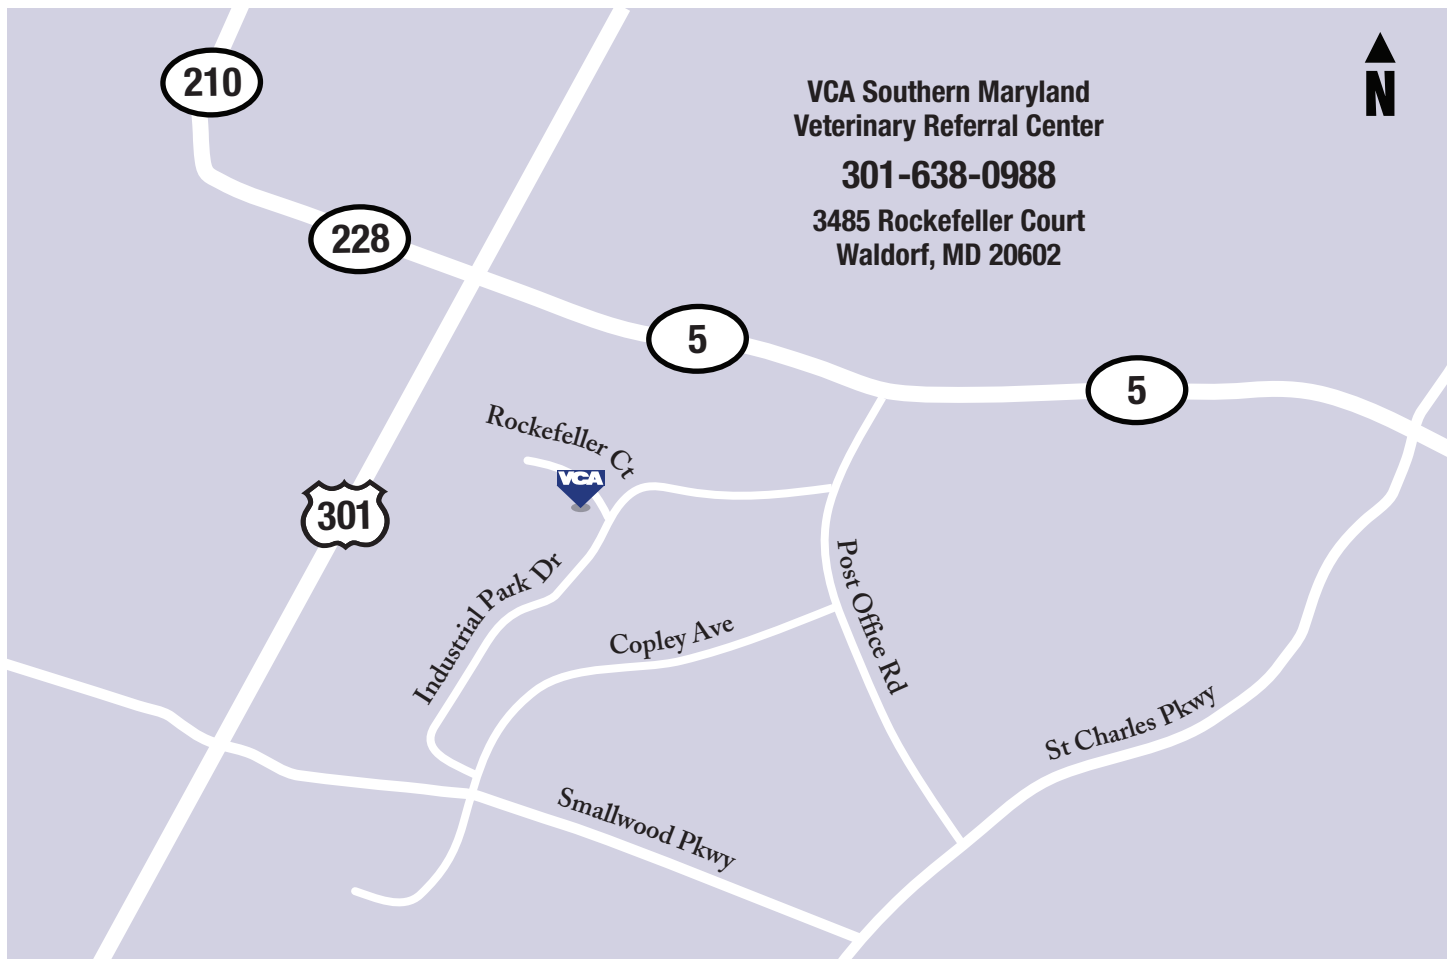 210
N
VCA Southern Maryland
Veterinary Referral Center
301-638-0988
3485 Rockefeller Court
Waldorf, MD 20602
228
5
5
Rockefeller Ct
VCA
301
Industrial Park Dr
Post Office Rd
Copley Ave
St Charles Pkwy
Smallwood Pkwy